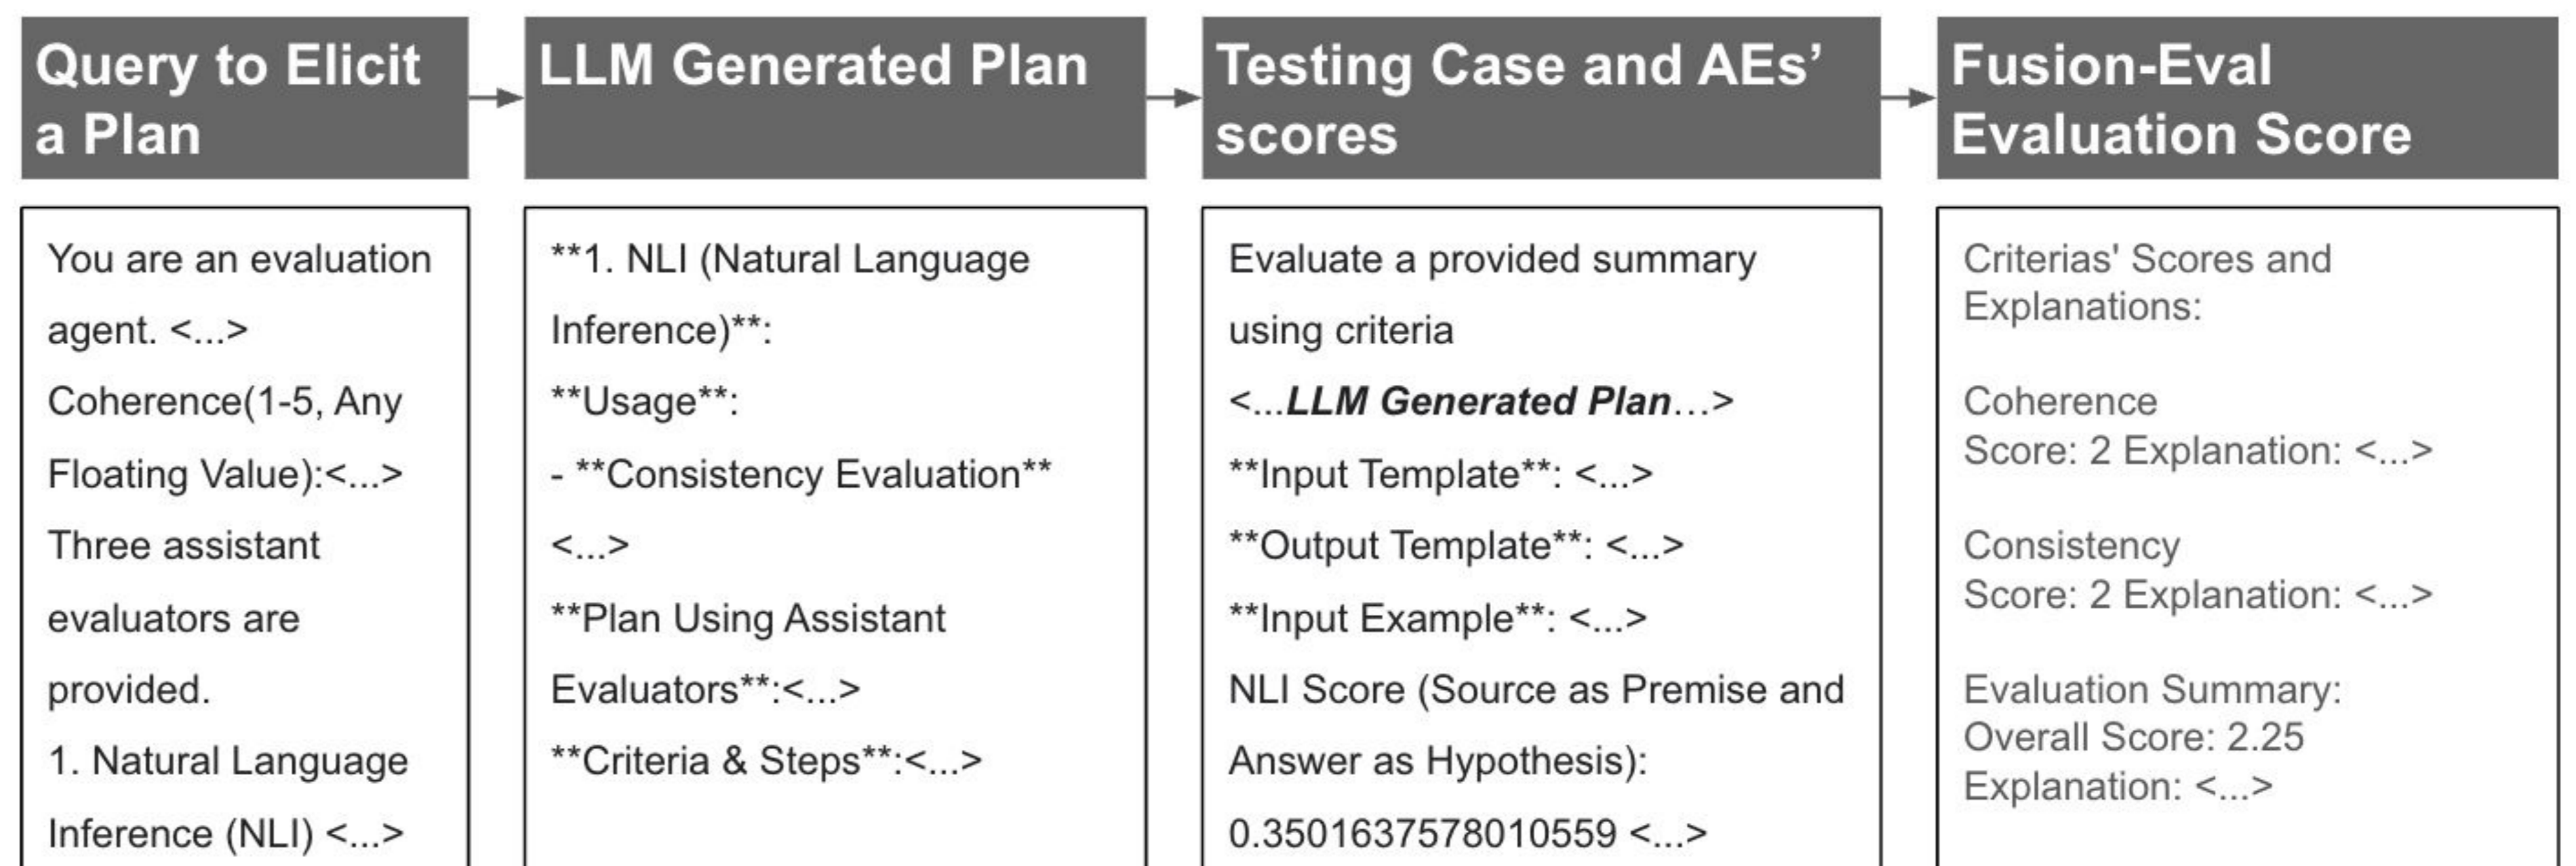 Query to Elicit
a Plan
LLM Generated Plan
Testing Case and AEs’
scores
Fusion-Eval
Evaluation Score
You are an evaluation
agent. <...>
Coherence(1-5, Any
Floating Value):<...>
Three assistant
evaluators are
provided.
1. Natural Language
Inference (NLI) <...>
**1. NLI (Natural Language
Inference)**:
**Usage**:
- **Consistency Evaluation**
<...>
**Plan Using Assistant
Evaluators**:<...>
**Criteria & Steps**:<...>
Evaluate a provided summary
using criteria
<...LLM Generated Plan…>
**Input Template**: <...>
**Output Template**: <...>
**Input Example**: <...>
NLI Score (Source as Premise and
Answer as Hypothesis):
0.3501637578010559 <...>
Criterias' Scores and
Explanations:
Coherence
Score: 2 Explanation: <...>
Consistency
Score: 2 Explanation: <...>
Evaluation Summary:
Overall Score: 2.25
Explanation: <...>